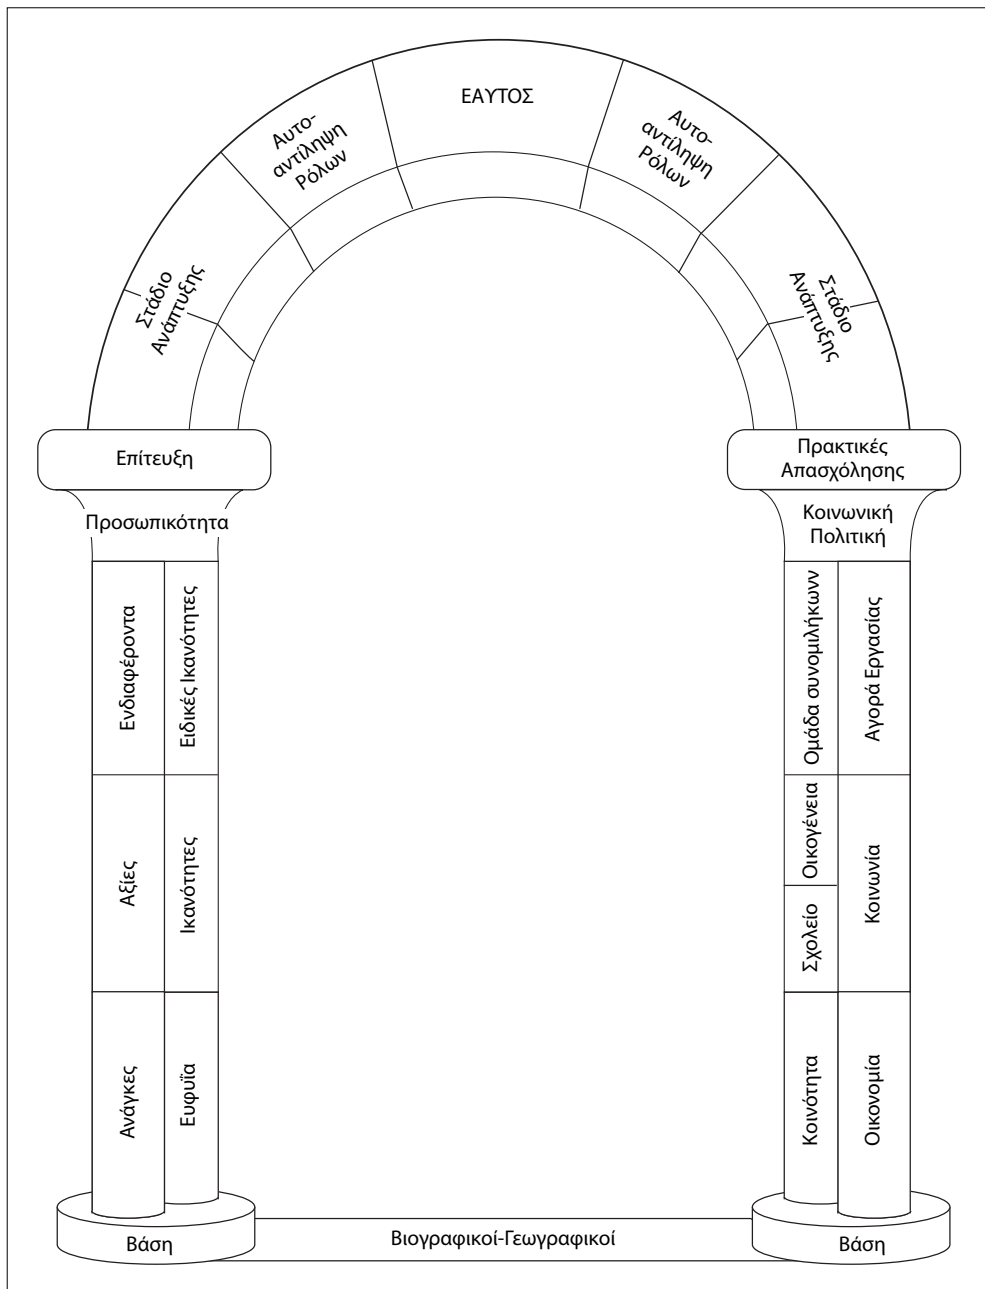 ΕΑΥΤΟΣ
Αυτο-
αντίληψη
Ρόλων
Αυτο-
αντίληψη
Ρόλων
Στάδιο
Ανάπτυξης
Στάδιο
Ανάπτυξης
Επίτευξη
Πρακτικές
Απασχόλησης
Προσωπικότητα
Κοινωνική
Πολιτική
Ενδιαφέροντα
Ειδικές Ικανότητες
Ομάδα συνομιλήκωνν
Αγορά Εργασίας
Αξίες
Ικανότητες
Οικογένεια
Σχολείο
Κοινωνία
Ανάγκες
Ευφυΐα
Κοινότητα
Οικονομία
Βάση
Βιογραφικοί-Γεωγραφικοί
Βάση